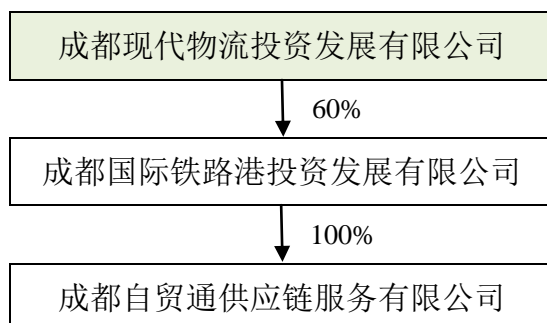 成都现代物流投资发展有限公司
60%
成都国际铁路港投资发展有限公司
100%
成都自贸通供应链服务有限公司